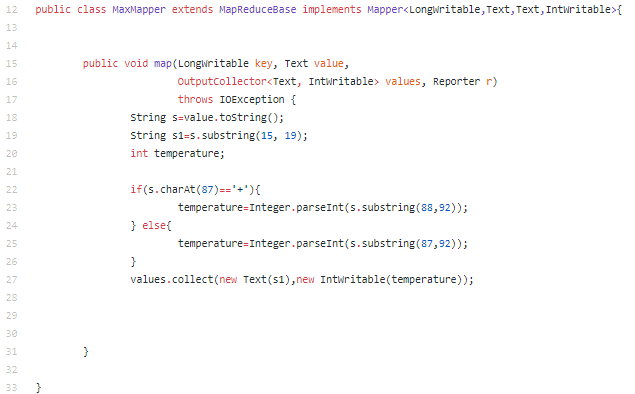 12 public class MaxMapper extends MapReduceBase implements Mapper<LongWritable,Text,Text,IntWritable>{
13
14
15 public void map(LongWritable key, Text value,
16 OutputCollector<Text, IntWritable> values, Reporter r)
17 throws IOException {
18 String s=value.toString();
19 String s1=s.substring(15, 19);
20 int temperature;
21
22 if(s.charAt(87)=='+'){
23 temperature=Integer.parseInt(s.substring(88,92));
24 } else{
25 temperature=Integer.parseInt(s.substring(87,92));
26 }
27 values.collect(new Text(s1),new IntWritable(temperature));
28
29
30
31 }
32
33 }